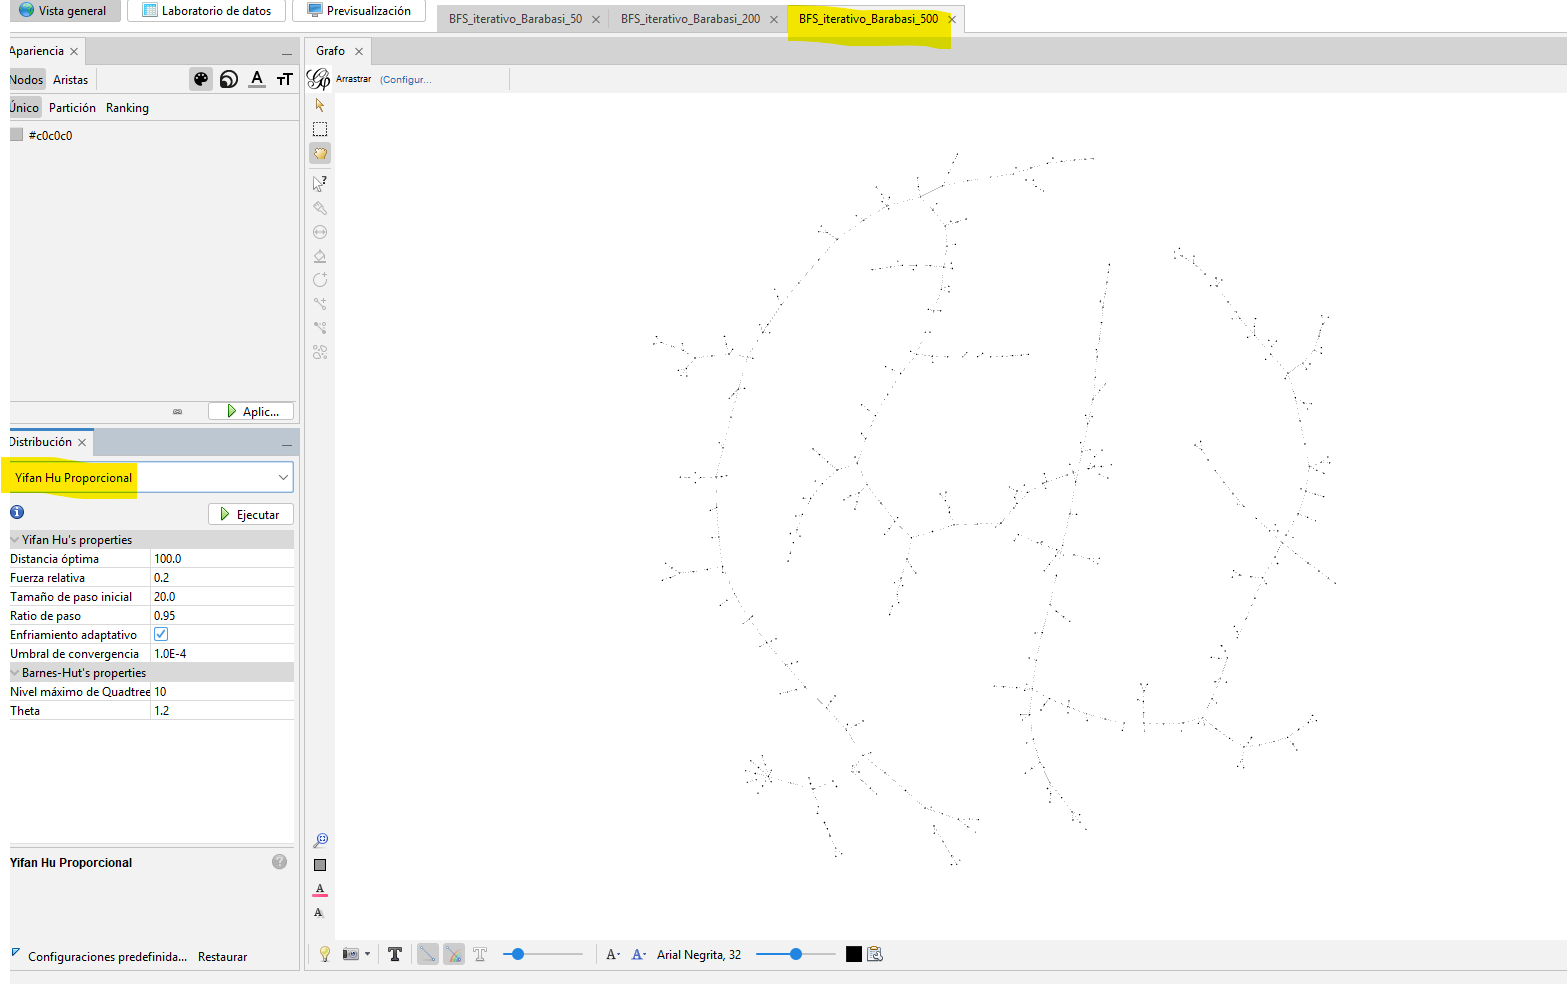 Vista general
Laboratorio de datos
Previsualización
BFS_iterativo_Barabasi_50
BFS_iterativo_Barabasi_200
BFS_iterativo_Barabasi_500
Apariencia
Grafo
Nodos Aristas
Arrastrar (Configur...
Único Partición Ranking
#c0c0c0
Aplic...
Distribución
Yifan Hu Proporcional
Ejecutar
Yifan Hu's properties
Distancia óptima 100.0
Fuerza relativa 0.2
Tamaño de paso inicial 20.0
Ratio de paso 0.95
Enfriamiento adaptativo
Umbral de convergencia 1.0E-4
Barnes-Hut's properties
Nivel máximo de Quadtree 10
Theta 1.2
Yifan Hu Proporcional
Configuraciones predefinida... Restaurar
Arial Negrita, 32